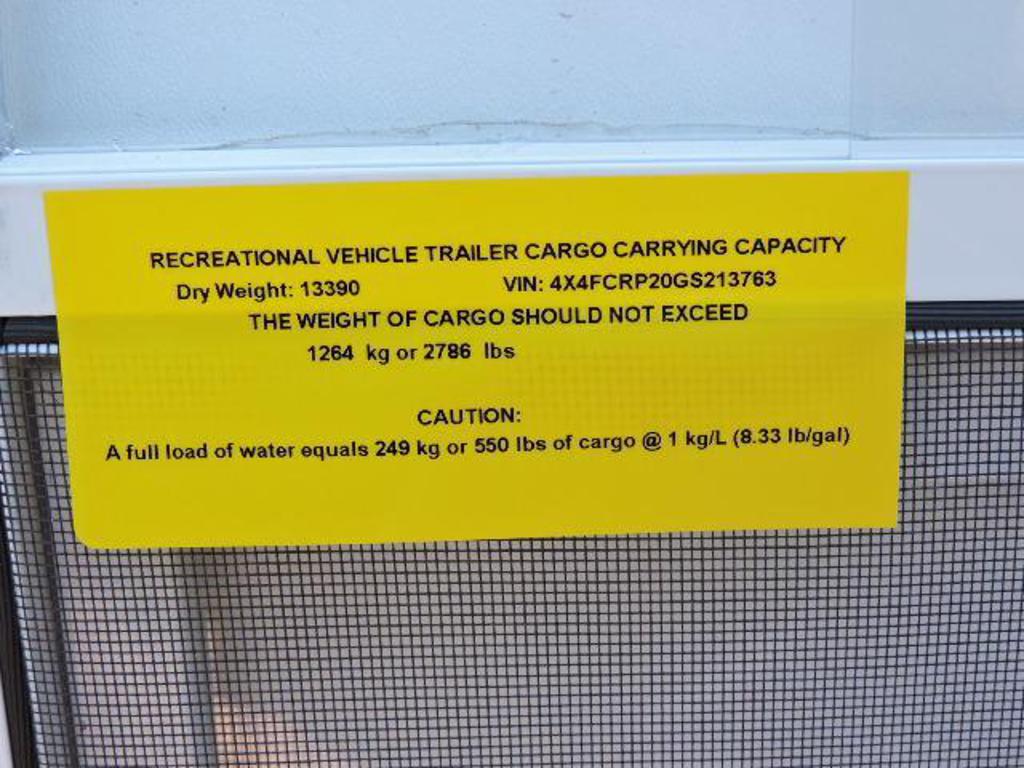 RECREATIONAL VEHICLE TRAILER CARGO CARRYING CAPACITY
Dry Weight: 13390 VIN: 4X4FCRP20GS213763
THE WEIGHT OF CARGO SHOULD NOT EXCEED
1264 kg or 2786 lbs
CAUTION:
A full load of water equals 249 kg or 550 lbs of cargo @ 1 kg/L (8.33 lb/gal)